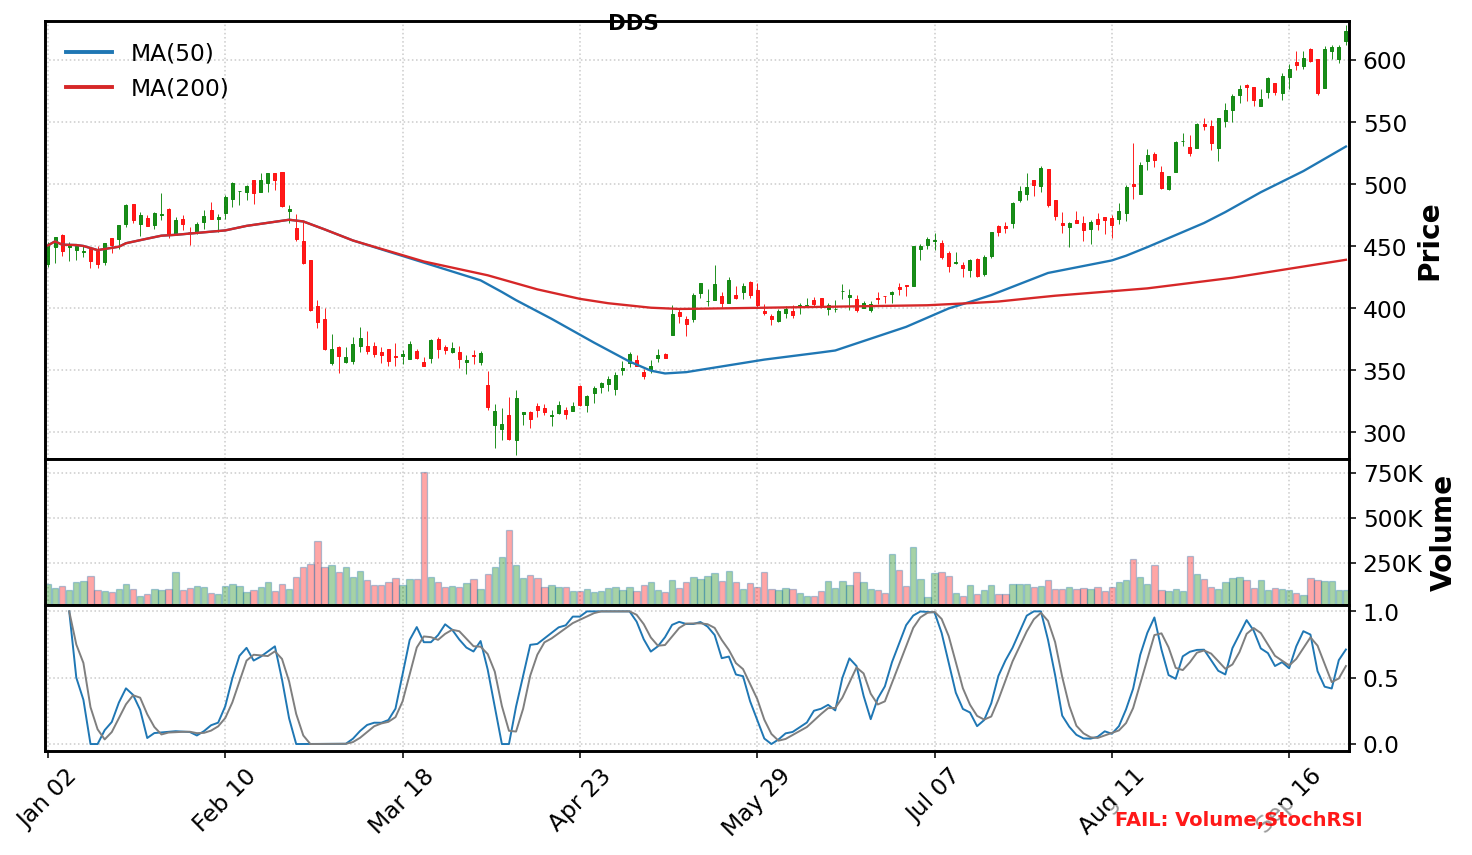 DDS
MA(50)
MA(200)
600
550
500
450
400
350
300
Price
750K
500K
250K
Volume
1.0
0.5
0.0
Jan 02
Feb 10
Mar 18
Apr 23
May 29
Jul 07
Aug 11
Sep 16
FAIL: Volume,StochRSI